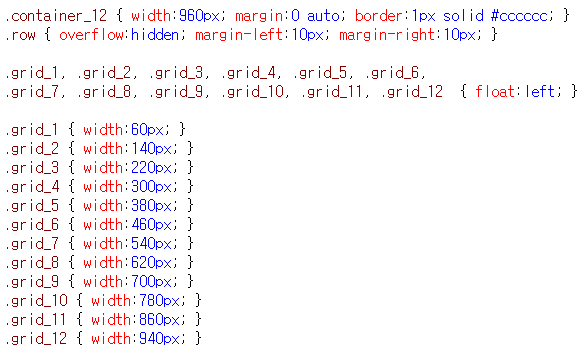 .container_12 { width:960px; margin:0 auto; border:1px solid #cccccc; }
.row { overflow:hidden; margin-left:10px; margin-right:10px; }
.grid_1, .grid_2, .grid_3, .grid_4, .grid_5, .grid_6,
.grid_7, .grid_8, .grid_9, .grid_10, .grid_11, .grid_12 { float:left; }
.grid_1 { width:60px; }
.grid_2 { width:140px; }
.grid_3 { width:220px; }
.grid_4 { width:300px; }
.grid_5 { width:380px; }
.grid_6 { width:460px; }
.grid_7 { width:540px; }
.grid_8 { width:620px; }
.grid_9 { width:700px; }
.grid_10 { width:780px; }
.grid_11 { width:860px; }
.grid_12 { width:940px; }